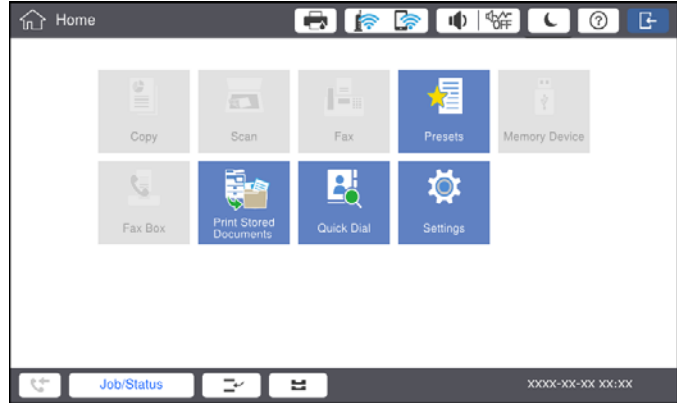 Home
OFF
?
Copy
Scan
Fax
Presets
Memory Device
Fax Box
Print Stored
Documents
Quick Dial
Settings
Job/Status
XXXX-XX-XX XX:XX